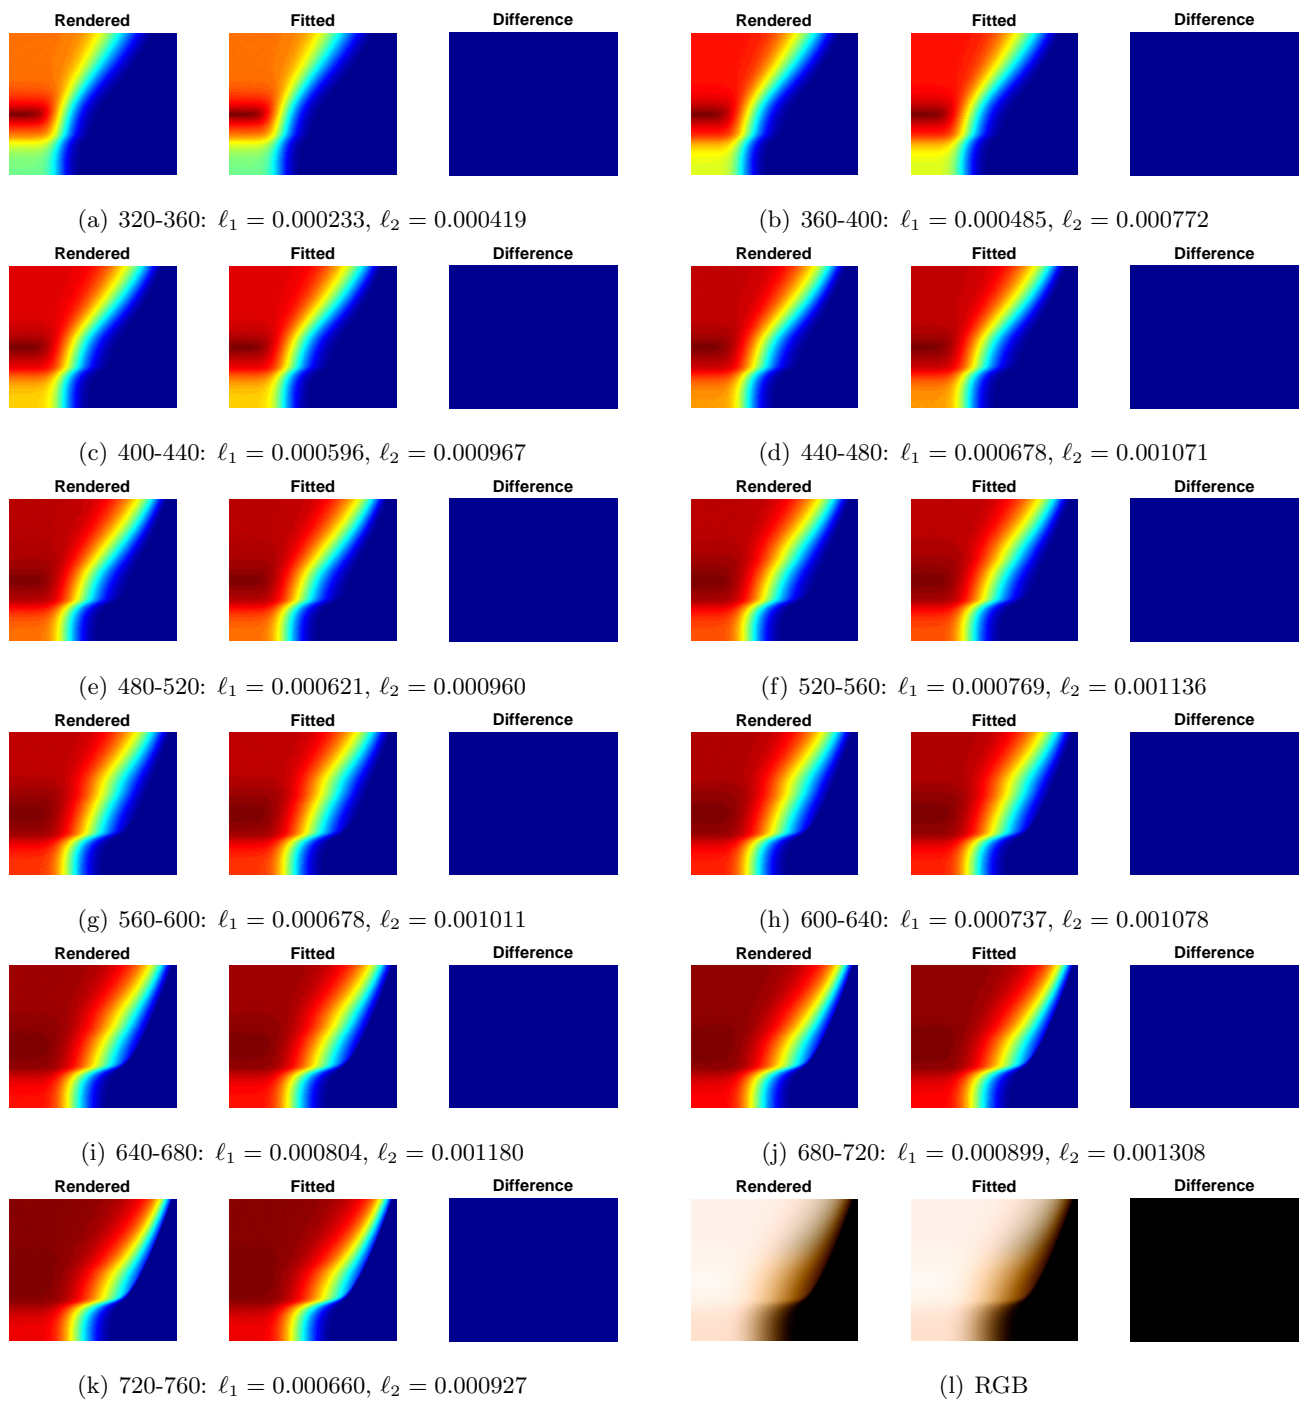 Rendered Fitted Difference Rendered Fitted Difference
(a) 320-360: ℓ₁ = 0.000233, ℓ₂ = 0.000419 (b) 360-400: ℓ₁ = 0.000485, ℓ₂ = 0.000772
Rendered Fitted Difference Rendered Fitted Difference
(c) 400-440: ℓ₁ = 0.000596, ℓ₂ = 0.000967 (d) 440-480: ℓ₁ = 0.000678, ℓ₂ = 0.001071
Rendered Fitted Difference Rendered Fitted Difference
(e) 480-520: ℓ₁ = 0.000621, ℓ₂ = 0.000960 (f) 520-560: ℓ₁ = 0.000769, ℓ₂ = 0.001136
Rendered Fitted Difference Rendered Fitted Difference
(g) 560-600: ℓ₁ = 0.000678, ℓ₂ = 0.001011 (h) 600-640: ℓ₁ = 0.000737, ℓ₂ = 0.001078
Rendered Fitted Difference Rendered Fitted Difference
(i) 640-680: ℓ₁ = 0.000804, ℓ₂ = 0.001180 (j) 680-720: ℓ₁ = 0.000899, ℓ₂ = 0.001308
Rendered Fitted Difference Rendered Fitted Difference
(k) 720-760: ℓ₁ = 0.000660, ℓ₂ = 0.000927 (l) RGB